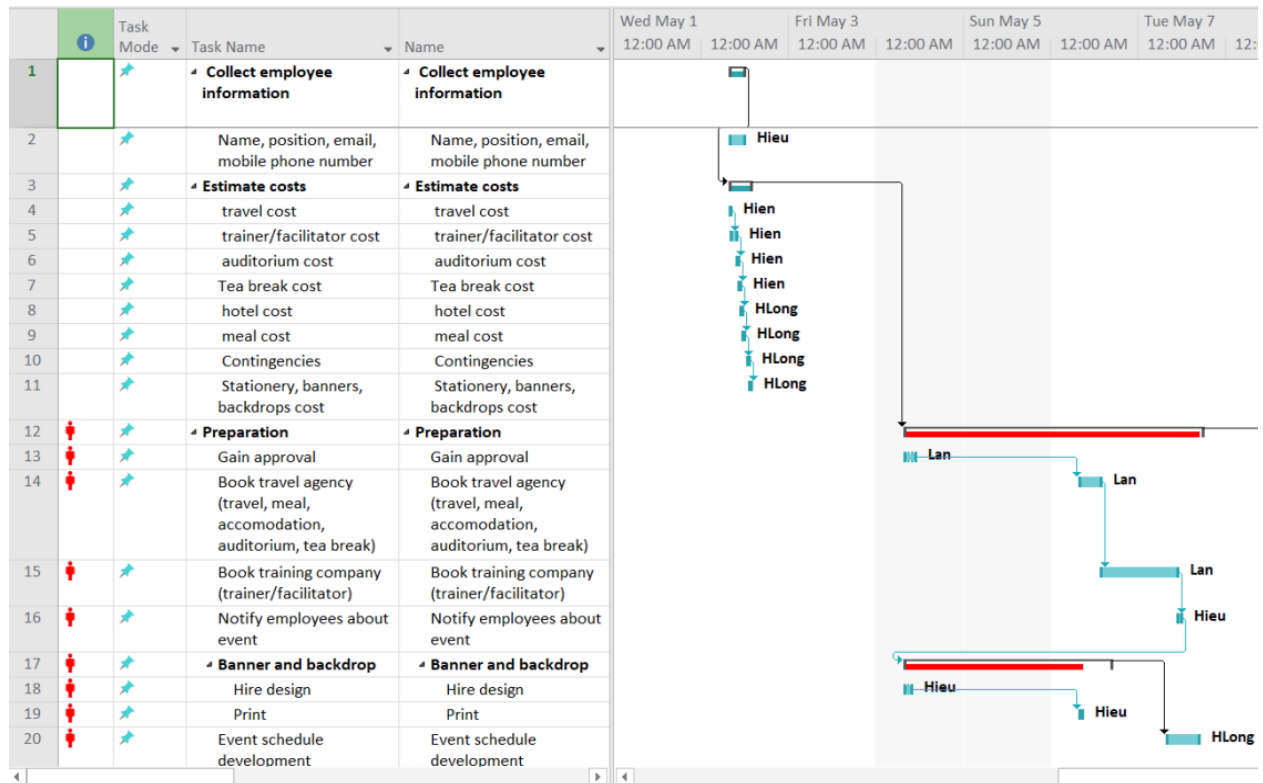 Wed May 1 Fri May 3 Sun May 5 Tue May 7
Task
Mode Task Name Name 12:00 AM 12:00 AM 12:00 AM 12:00 AM 12:00 AM 12:00 AM 12:00 AM 12:
1 Collect employee Collect employee
information information
2 Name, position, email, Name, position, email, Hieu
mobile phone number mobile phone number
3 Estimate costs Estimate costs
4 travel cost travel cost Hien
5 trainer/facilitator cost trainer/facilitator cost Hien
6 auditorium cost auditorium cost Hien
7 Tea break cost Tea break cost Hien
8 hotel cost hotel cost HLong
9 meal cost meal cost HLong
10 Contingencies Contingencies HLong
11 Stationery, banners, Stationery, banners, HLong
backdrops cost backdrops cost
12 Preparation Preparation
13 Gain approval Gain approval Lan
14 Book travel agency Book travel agency Lan
(travel, meal, (travel, meal,
accomodation, accomodation,
auditorium, tea break) auditorium, tea break)
15 Book training company Book training company Lan
(trainer/facilitator) (trainer/facilitator)
16 Notify employees about Notify employees about Hieu
event event
17 Banner and backdrop Banner and backdrop
18 Hire design Hire design Hieu
19 Print Print Hieu
20 Event schedule Event schedule HLong
development development